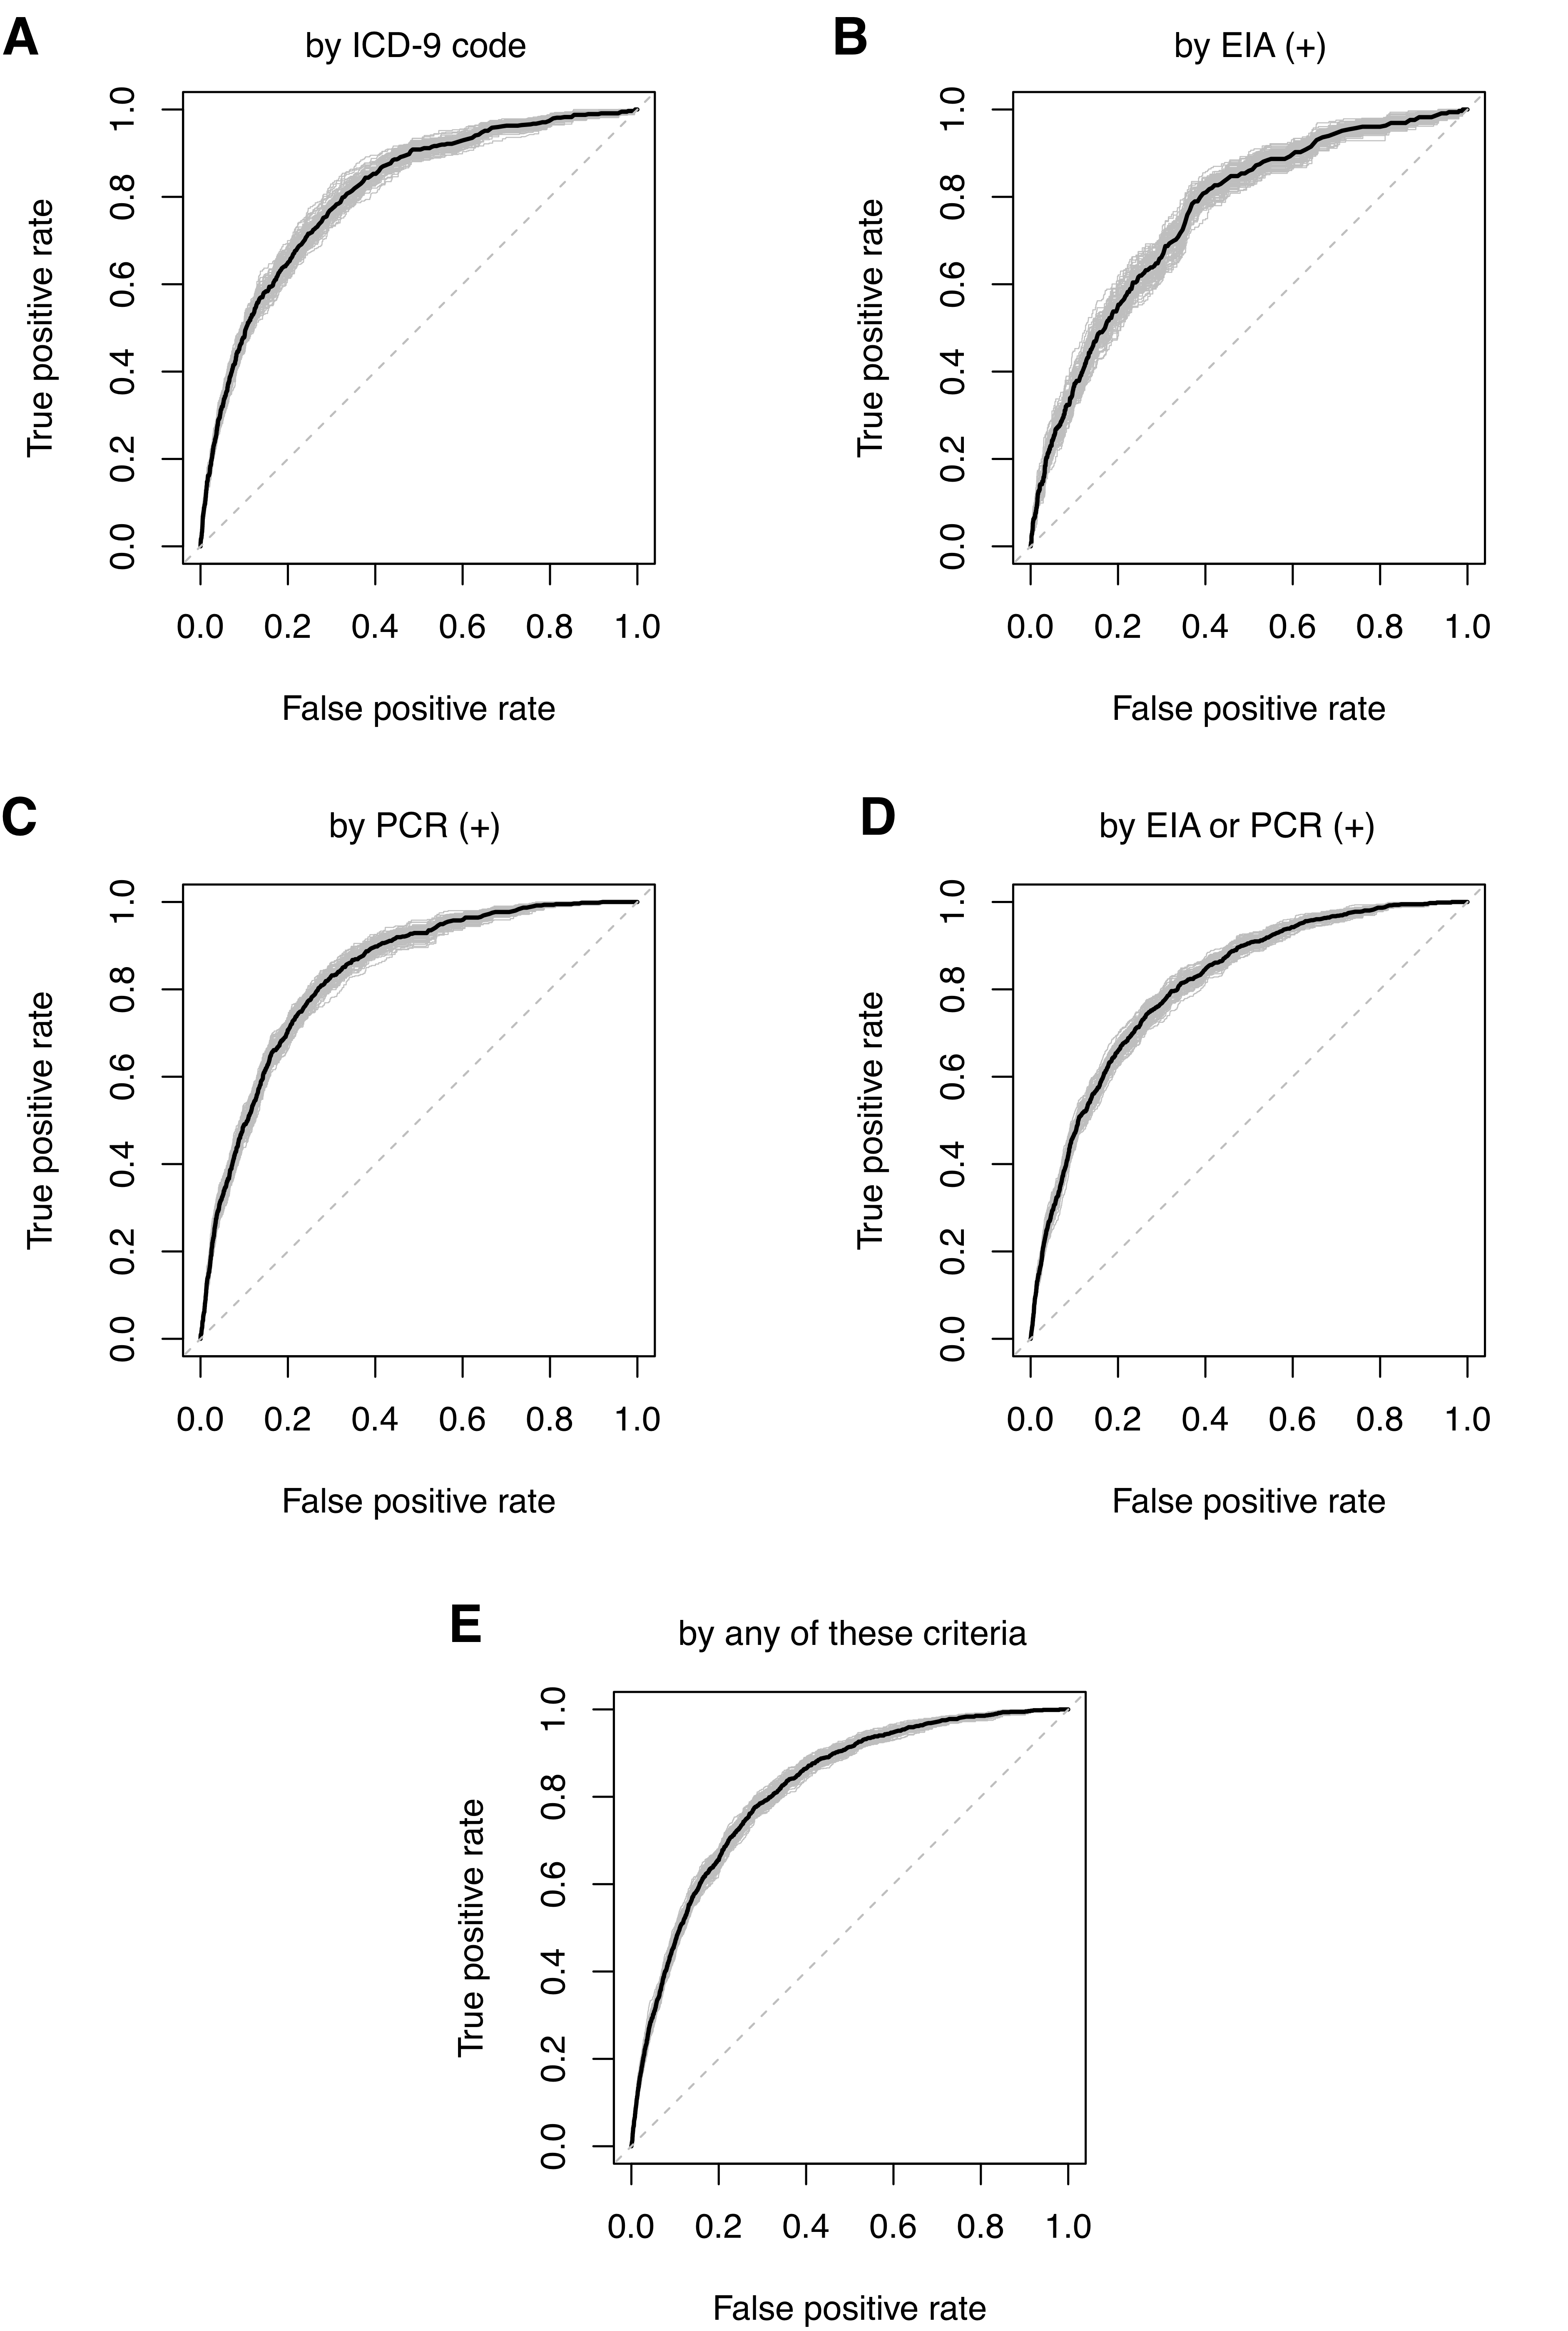 A
by ICD-9 code
True positive rate
1.0
0.8
0.6
0.4
0.2
0.0
0.0 0.2 0.4 0.6 0.8 1.0
False positive rate
B
by EIA (+)
True positive rate
1.0
0.8
0.6
0.4
0.2
0.0
0.0 0.2 0.4 0.6 0.8 1.0
False positive rate
C
by PCR (+)
True positive rate
1.0
0.8
0.6
0.4
0.2
0.0
0.0 0.2 0.4 0.6 0.8 1.0
False positive rate
D
by EIA or PCR (+)
True positive rate
1.0
0.8
0.6
0.4
0.2
0.0
0.0 0.2 0.4 0.6 0.8 1.0
False positive rate
E
by any of these criteria
True positive rate
1.0
0.8
0.6
0.4
0.2
0.0
0.0 0.2 0.4 0.6 0.8 1.0
False positive rate